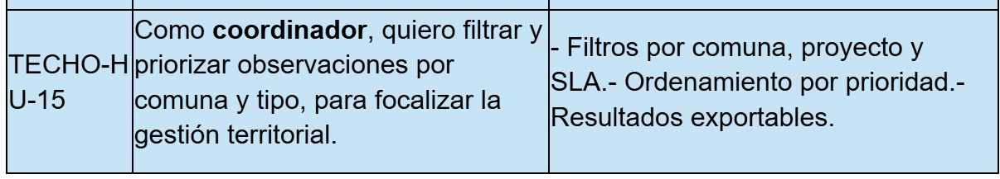 TECHO-H
U-15
Como coordinador, quiero filtrar y
priorizar observaciones por
comuna y tipo, para focalizar la
gestión territorial.
- Filtros por comuna, proyecto y
SLA.- Ordenamiento por prioridad.-
Resultados exportables.